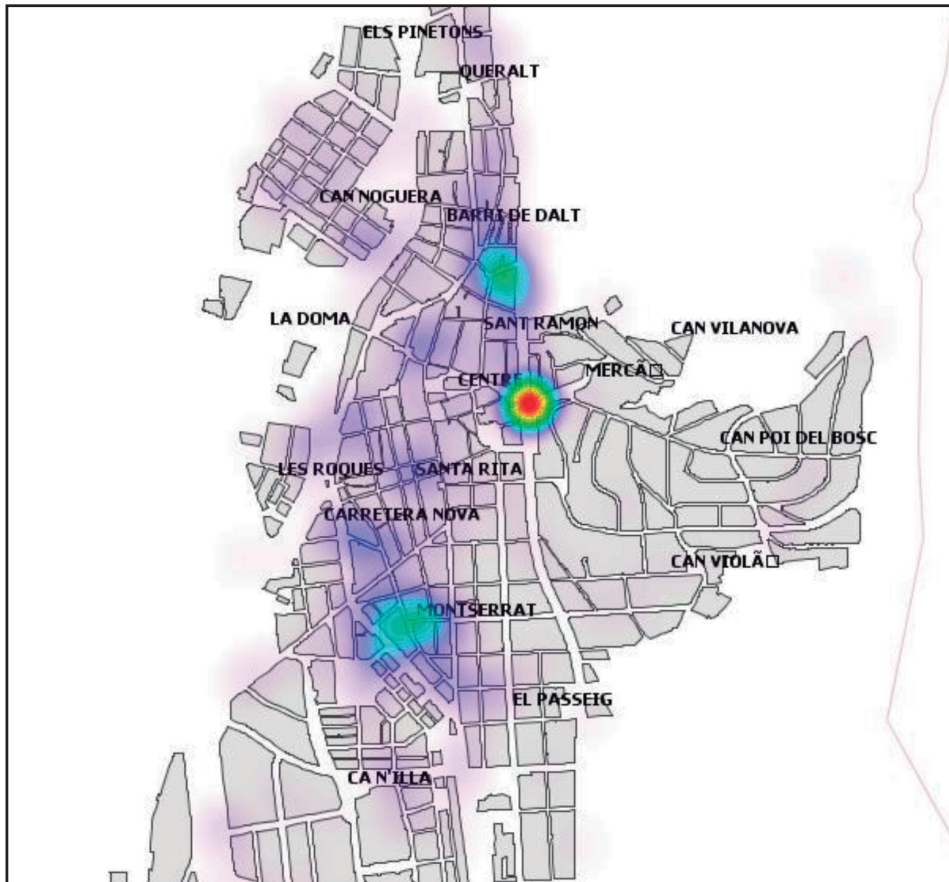 ELS PINETONS
QUERALT
CAN NOGUERA
BARRI DE DALT
LA DOMA
SANT RAMON
CAN VILANOVA
MERCÃ□
CENTRE
CAN POI DEL BOSC
LES ROQUES
SANTA RITA
CARRETERA NOVA
CAN VIOLÃ□
MONTSERRAT
EL PASSEIG
CA N'ILLA